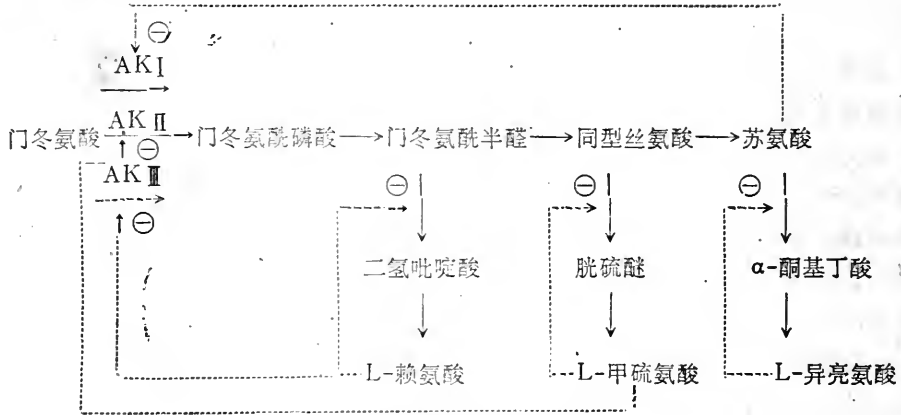 ⊖
AKⅠ
AKⅡ
门冬氨酸 门冬氨酰磷酸 门冬氨酰半醛 同型丝氨酸 苏氨酸
⊖
AKⅢ
⊖ ⊖ ⊖
⊖
二氢吡啶酸 胱硫醚 α-酮基丁酸
L-赖氨酸 L-甲硫氨酸 L-异亮氨酸